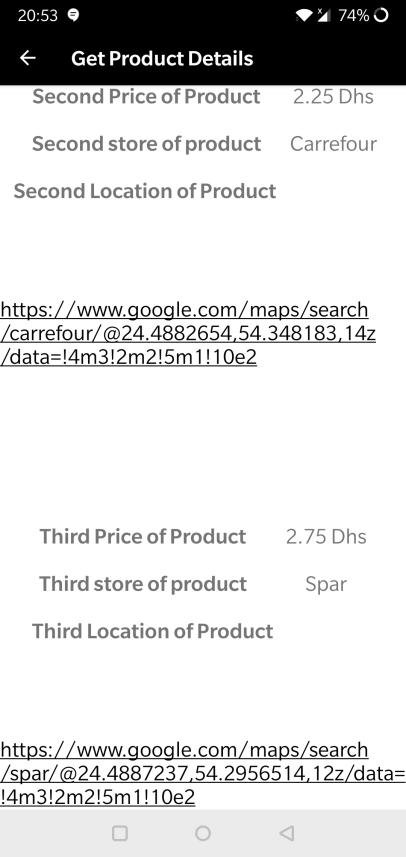 20:53 74%
Get Product Details
Second Price of Product 2.25 Dhs
Second store of product Carrefour
Second Location of Product
https://www.google.com/maps/search
/carrefour/@24.4882654,54.348183,14z
/data=!4m3!2m2!5m1!10e2
Third Price of Product 2.75 Dhs
Third store of product Spar
Third Location of Product
https://www.google.com/maps/search
/spar/@24.4887237,54.2956514,12z/data=
!4m3!2m2!5m1!10e2